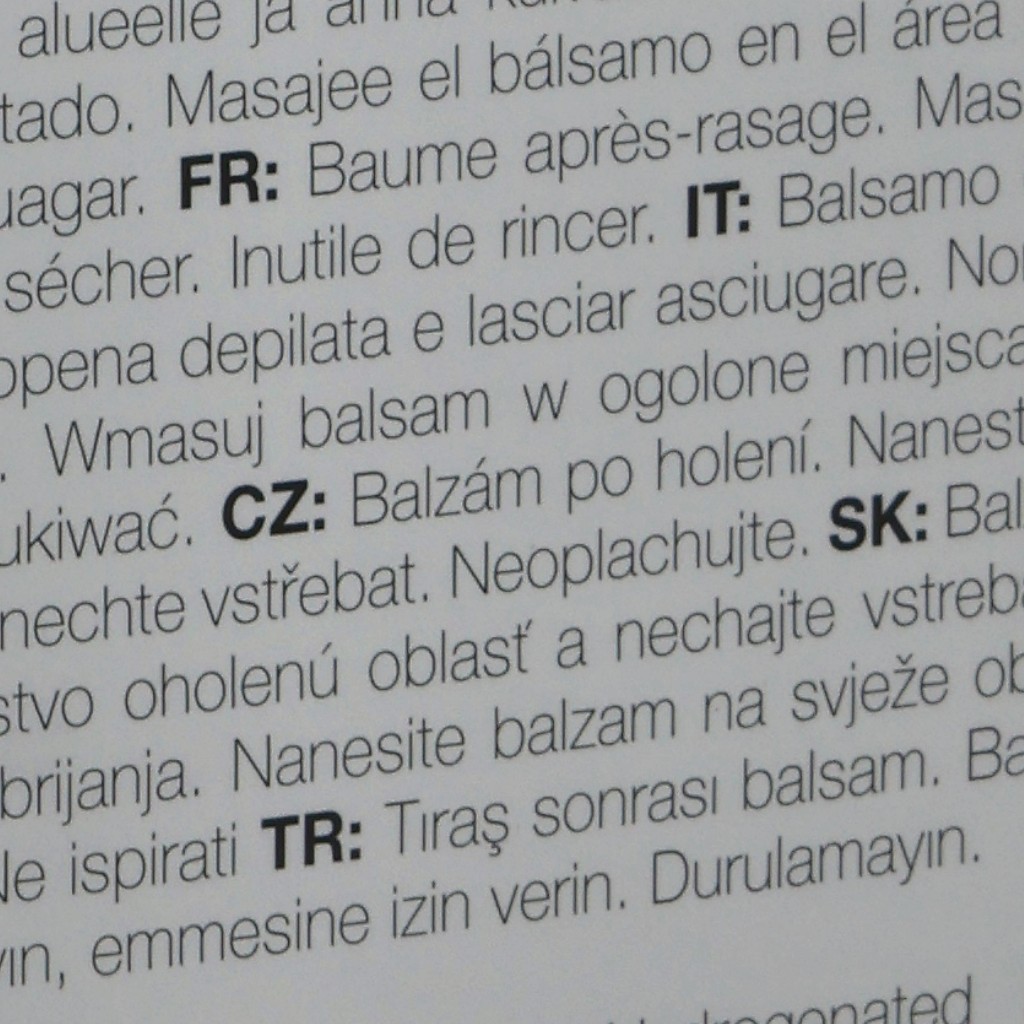 alueelle ja anna
tado. Masajee el bálsamo en el área
uagar. FR: Baume après-rasage. Mas
sécher. Inutile de rincer. IT: Balsamo
opena depilata e lasciar asciugare. Non
. Wmasuj balsam w ogolone miejsca
ukiwać. CZ: Balzám po holení. Nanest
nechte vstřebat. Neoplachujte. SK: Bal
stvo oholenú oblasť a nechajte vstreba
brijanja. Nanesite balzam na svježe ob
Ne ispirati TR: Tıraş sonrası balsam. Ba
yın, emmesine izin verin. Durulamayın.